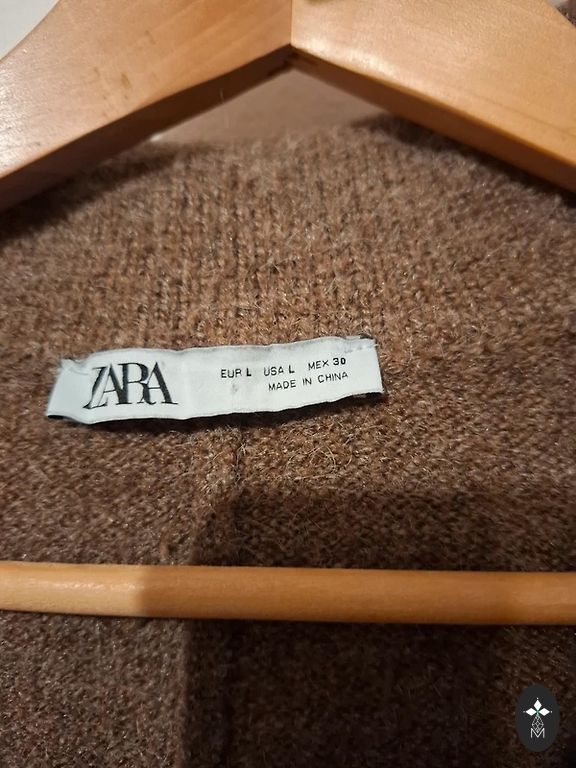 ZARA
EUR L USA L MEX 30
MADE IN CHINA
M